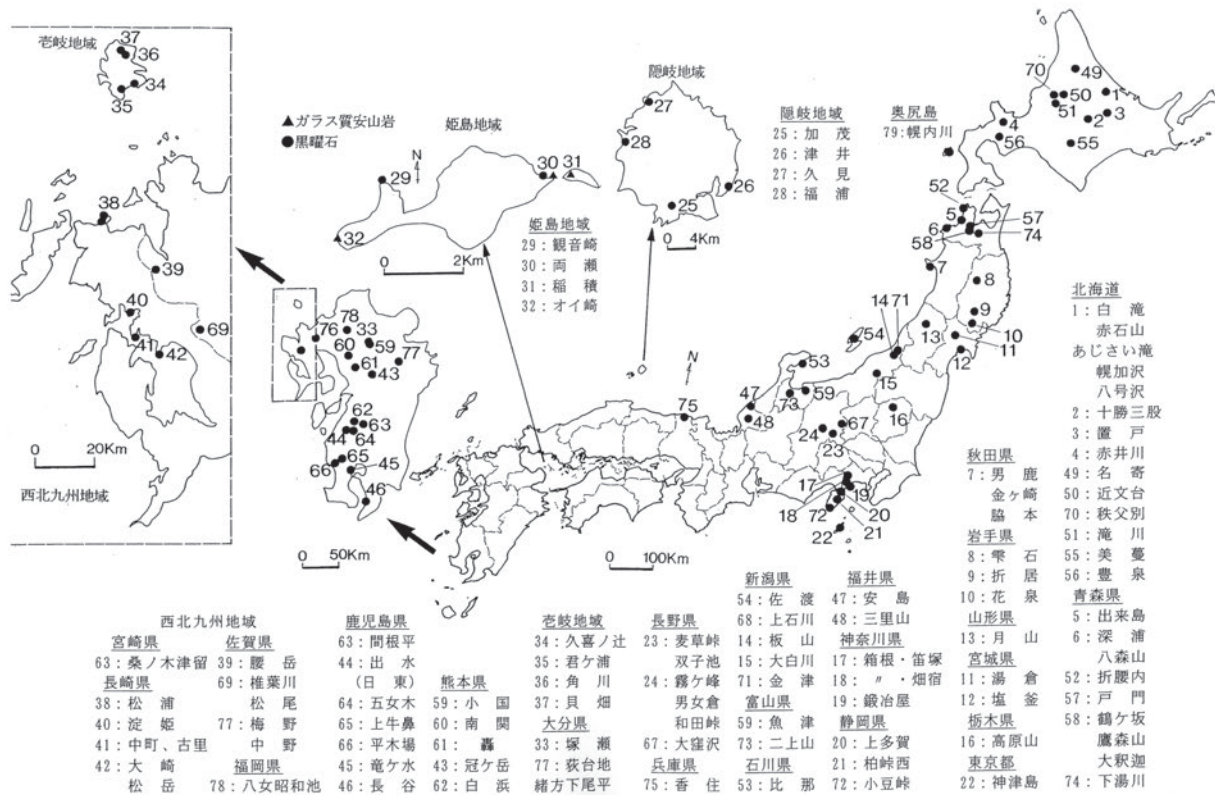 壱岐地域
37
36
34
35
38
39
40
41
69
42
0 20Km
西北九州地域
▲ガラス質安山岩
●黒曜石
姫島地域
N
29
30
31
32
0 2Km
姫島地域
29:観音崎
30:両瀬
31:稲積
32:オイ崎
隠岐地域
27
28
26
25
0 4Km
隠岐地域
25:加茂
26:津井
27:久見
28:福浦
奥尻島
79:幌内川
70
49
50
1
51
2
3
4
56
55
52
5
6
57
58
74
7
8
9
10
11
12
13
14
71
54
53
15
59
73
16
47
48
75
N
24
67
23
17
18
19
72
20
21
22
78
76
33
59
60
61
77
43
62
63
44
64
65
66
45
46
0 50Km
0 100Km
北海道
1:白滝
赤石山
あじさい滝
幌加沢
八号沢
2:十勝三股
3:置戸
4:赤井川
49:名寄
50:近文台
70:秩父別
51:滝川
55:美蔓
56:豊泉
青森県
5:出来島
6:深浦
八森山
52:折腰内
57:戸門
58:鶴ケ坂
鷹森山
大釈迦
74:下湯川
秋田県
7:男鹿
金ヶ崎
脇本
岩手県
8:雫石
9:折居
10:花泉
山形県
13:月山
宮城県
11:湯倉
12:塩釜
栃木県
16:高原山
東京都
22:神津島
福井県
47:安島
48:三里山
神奈川県
17:箱根・笛塚
18:〃・畑宿
19:鍛冶屋
静岡県
20:上多賀
21:柏峠西
72:小豆峠
新潟県
54:佐渡
68:上石川
14:板山
15:大白川
71:金津
富山県
59:魚津
73:二上山
石川県
53:比那
長野県
23:麦草峠
双子池
24:霧ケ峰
男女倉
和田峠
67:大窪沢
兵庫県
75:香住
壱岐地域
34:久喜ノ辻
35:君ケ浦
36:角川
37:貝畑
大分県
33:塚瀬
77:荻台地
緒方下尾平
熊本県
59:小国
60:南関
61:轟
43:冠ケ岳
62:白浜
鹿児島県
63:間根平
44:出水
(日東)
64:五女木
65:上牛鼻
66:平木場
45:竜ケ水
46:長谷
西北九州地域
宮崎県
63:桑ノ木津留
長崎県
38:松浦
40:淀姫
41:中町、古里
42:大崎
松岳
佐賀県
39:腰岳
69:椎葉川
松尾
77:梅野
中野
福岡県
78:八女昭和池